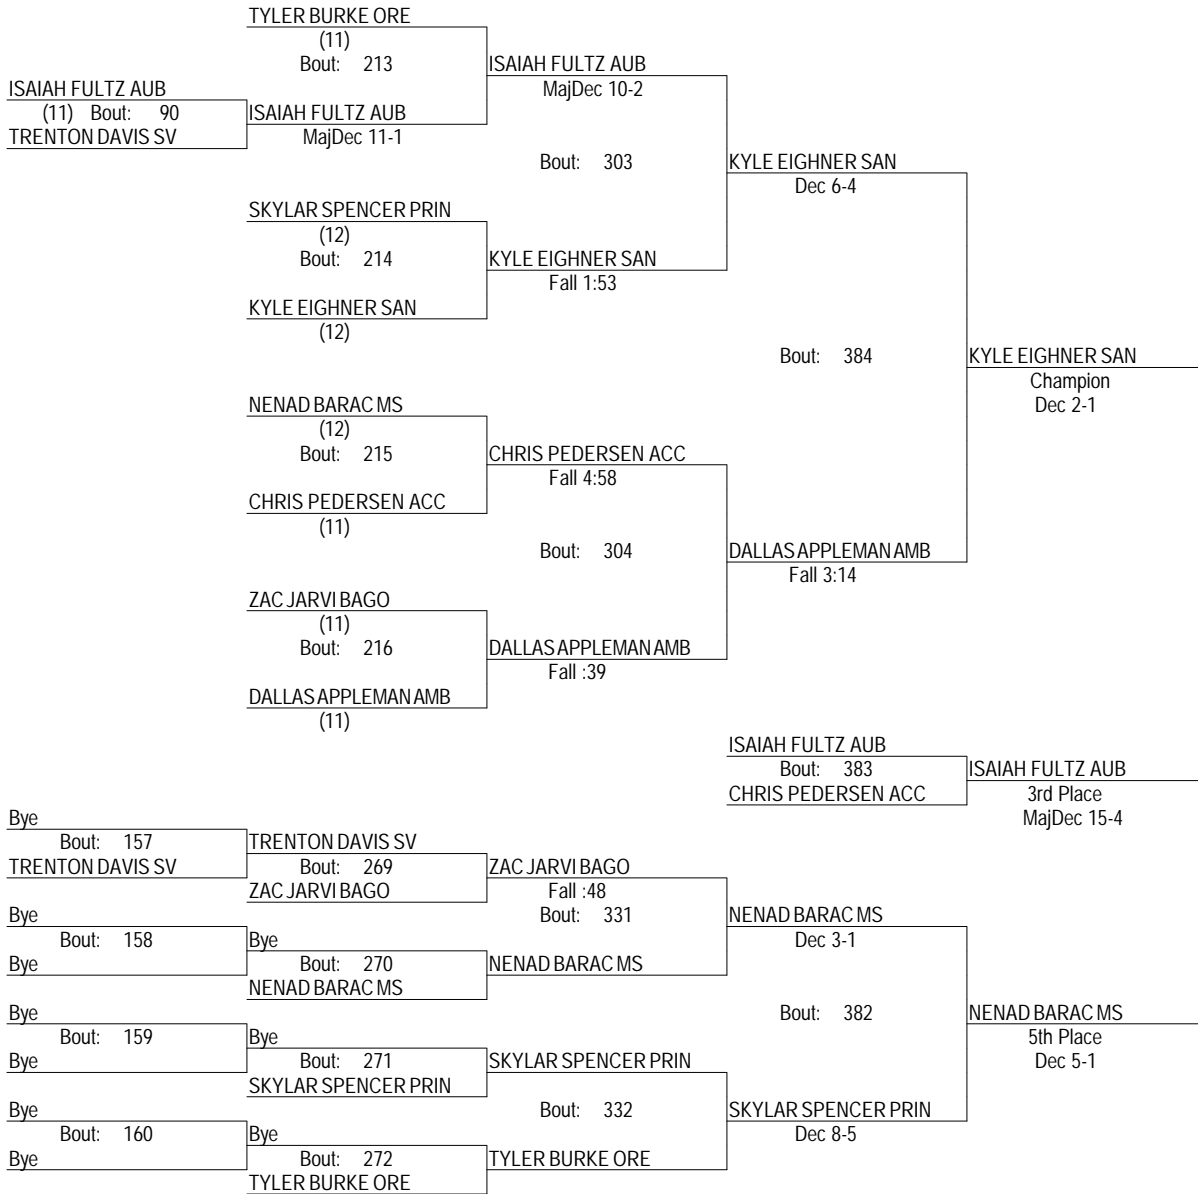 TYLER BURKE ORE
(11)
Bout: 213
ISAIAH FULTZ AUB
MajDec 10-2
ISAIAH FULTZ AUB
(11) Bout: 90
ISAIAH FULTZ AUB
TRENTON DAVIS SV
MajDec 11-1
Bout: 303
KYLE EIGHNER SAN
Dec 6-4
SKYLAR SPENCER PRIN
(12)
Bout: 214
KYLE EIGHNER SAN
Fall 1:53
KYLE EIGHNER SAN
(12)
Bout: 384
KYLE EIGHNER SAN
Champion
Dec 2-1
NENAD BARAC MS
(12)
Bout: 215
CHRIS PEDERSEN ACC
Fall 4:58
CHRIS PEDERSEN ACC
(11)
Bout: 304
DALLAS APPLEMAN AMB
Fall 3:14
ZAC JARVI BAGO
(11)
Bout: 216
DALLAS APPLEMAN AMB
Fall :39
DALLAS APPLEMAN AMB
(11)
ISAIAH FULTZ AUB
Bout: 383
ISAIAH FULTZ AUB
CHRIS PEDERSEN ACC
3rd Place
MajDec 15-4
Bye
Bout: 157
TRENTON DAVIS SV
TRENTON DAVIS SV
Bout: 269
ZAC JARVI BAGO
ZAC JARVI BAGO
Fall :48
Bye
Bout: 331
NENAD BARAC MS
Bout: 158
Bye
Dec 3-1
Bye
Bout: 270
NENAD BARAC MS
NENAD BARAC MS
Bye
Bout: 382
NENAD BARAC MS
Bout: 159
Bye
5th Place
Bye
Bout: 271
SKYLAR SPENCER PRIN
Dec 5-1
SKYLAR SPENCER PRIN
Bye
Bout: 332
SKYLAR SPENCER PRIN
Bout: 160
Bye
Dec 8-5
Bye
Bout: 272
TYLER BURKE ORE
TYLER BURKE ORE